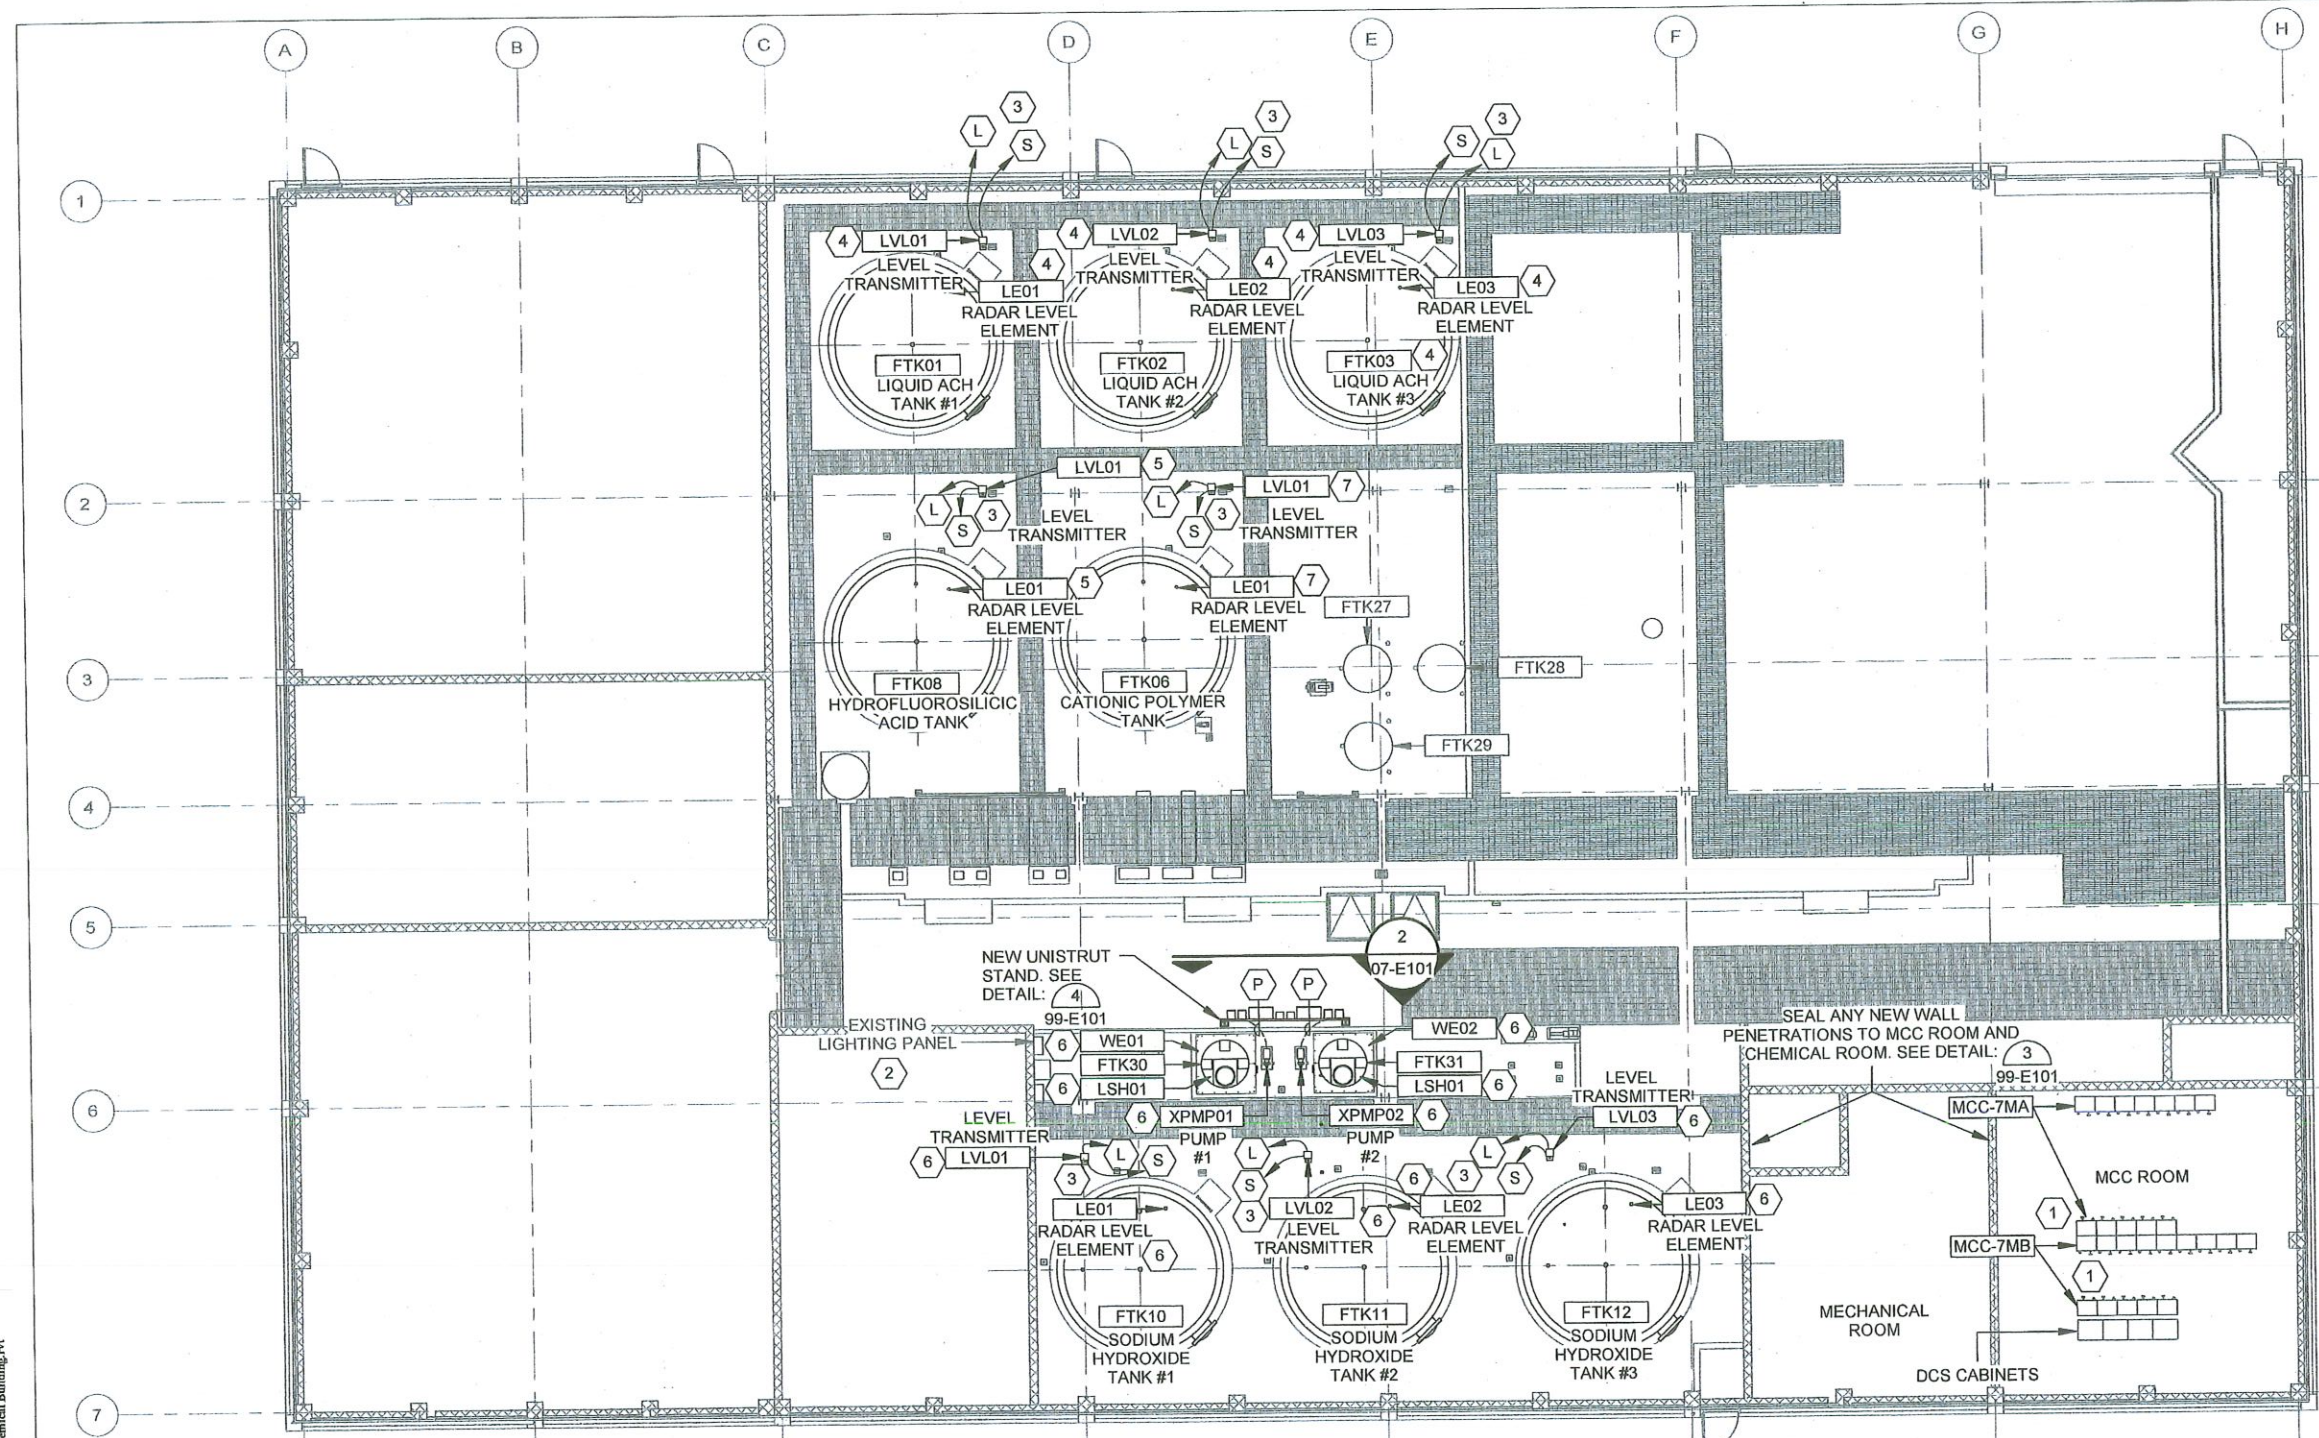 A
B
C
D
E
F
G
H
1
2
3
4
5
6
7
L
3
S
L
3
S
S
3
L
4
LVL01
LEVEL
TRANSMITTER
4
LE01
RADAR LEVEL
ELEMENT
FTK01
LIQUID ACH
TANK #1
4
LVL02
LEVEL
TRANSMITTER
4
LE02
RADAR LEVEL
ELEMENT
FTK02
LIQUID ACH
TANK #2
4
LVL03
LEVEL
TRANSMITTER
LE03
4
RADAR LEVEL
ELEMENT
FTK03
4
LIQUID ACH
TANK #3
LVL01
5
L
S
3
LEVEL
TRANSMITTER
LE01
5
RADAR LEVEL
ELEMENT
FTK08
HYDROFLUOROSILICIC
ACID TANK
LVL01
7
L
S
3
LEVEL
TRANSMITTER
LE01
7
RADAR LEVEL
ELEMENT
FTK06
CATIONIC POLYMER
TANK
FTK27
FTK28
FTK29
2
07-E101
NEW UNISTRUT
STAND. SEE
DETAIL:
4
99-E101
P
P
EXISTING
LIGHTING PANEL
2
6
WE01
FTK30
6
LSH01
WE02
6
FTK31
LSH01
6
6
XPMP01
PUMP
#1
XPMP02
6
PUMP
#2
SEAL ANY NEW WALL
PENETRATIONS TO MCC ROOM AND
CHEMICAL ROOM. SEE DETAIL:
3
99-E101
LEVEL
TRANSMITTER
6
LVL01
L
S
3
LE01
RADAR LEVEL
ELEMENT
6
FTK10
SODIUM
HYDROXIDE
TANK #1
L
S
3
LVL02
LEVEL
TRANSMITTER
6
6
LE02
RADAR LEVEL
ELEMENT
FTK11
SODIUM
HYDROXIDE
TANK #2
LEVEL
TRANSMITTER
LVL03
6
L
3
S
LE03
6
RADAR LEVEL
ELEMENT
FTK12
SODIUM
HYDROXIDE
TANK #3
MCC-7MA
MCC ROOM
1
MCC-7MB
1
MECHANICAL
ROOM
DCS CABINETS